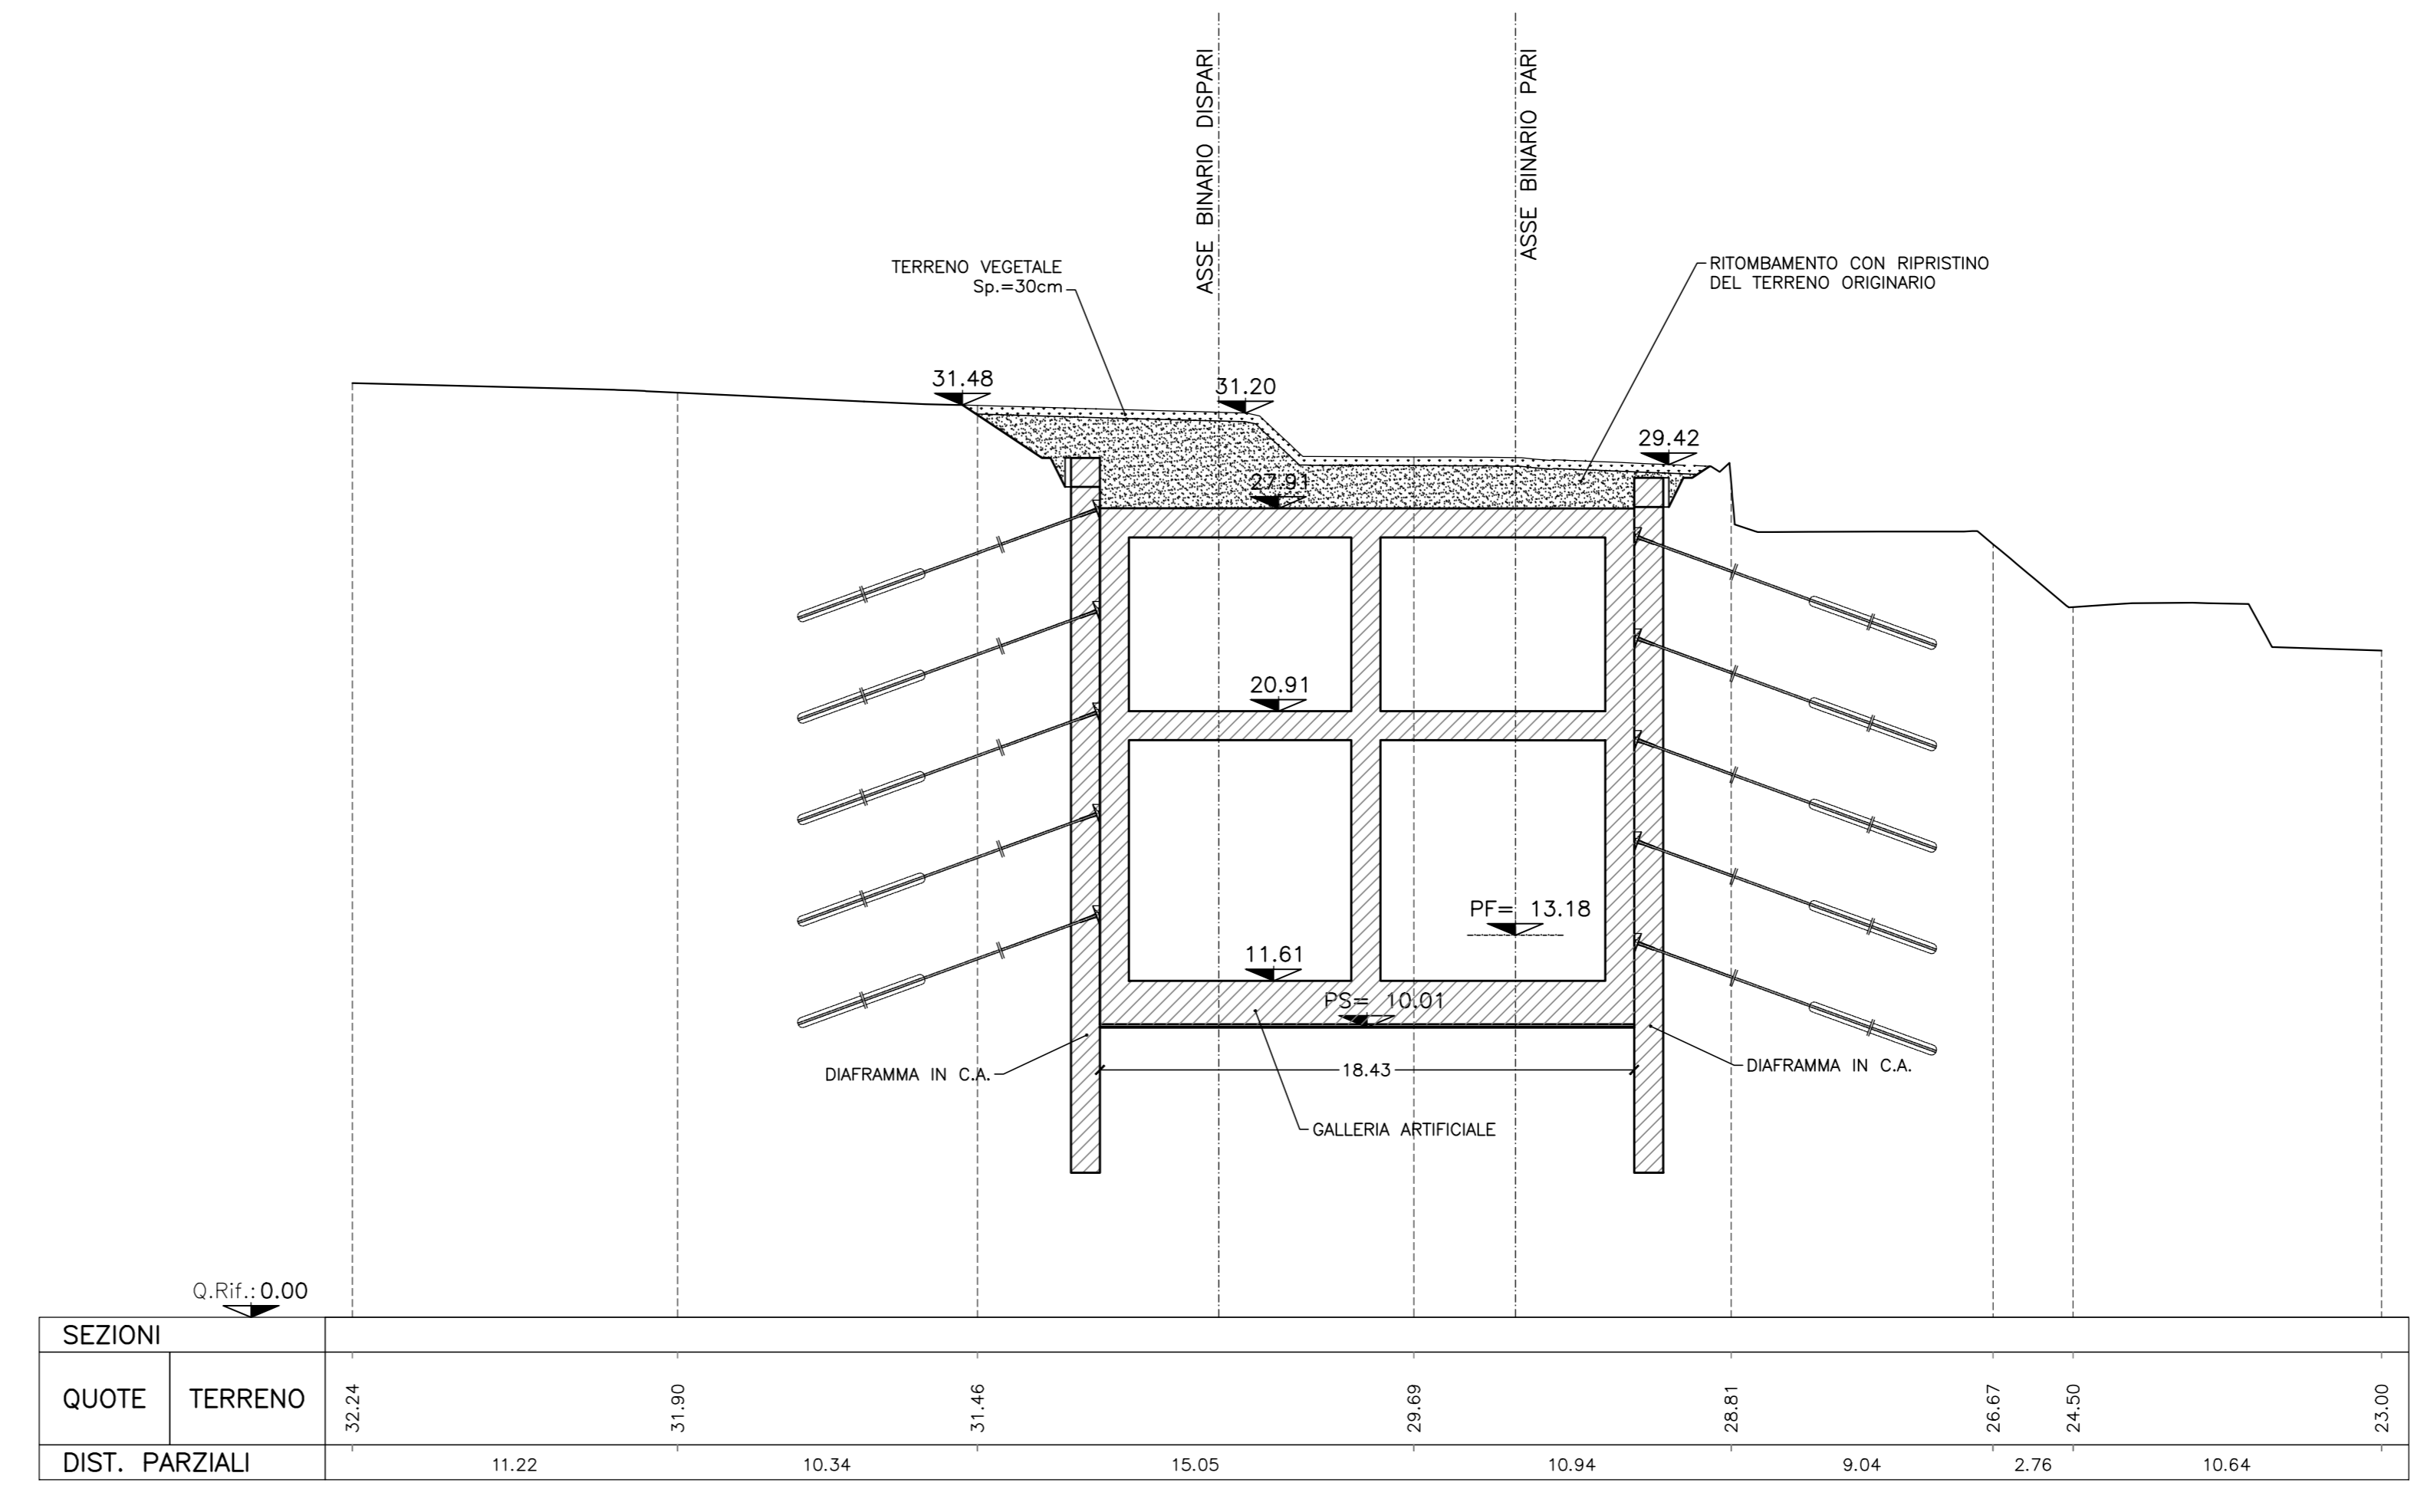 ASSE BINARIO DISPARI
ASSE BINARIO PARI
TERRENO VEGETALE
Sp.=30cm
RITOMBAMENTO CON RIPRISTINO
DEL TERRENO ORIGINARIO
31.48
31.20
29.42
27.91
20.91
PF= 13.18
11.61
PS= 10.01
DIAFRAMMA IN C.A.
18.43
DIAFRAMMA IN C.A.
GALLERIA ARTIFICIALE
Q.Rif.: 0.00
SEZIONI
QUOTE TERRENO 32.24 31.90 31.46 29.69 28.81 26.67 24.50 23.00
DIST. PARZIALI 11.22 10.34 15.05 10.94 9.04 2.76 10.64